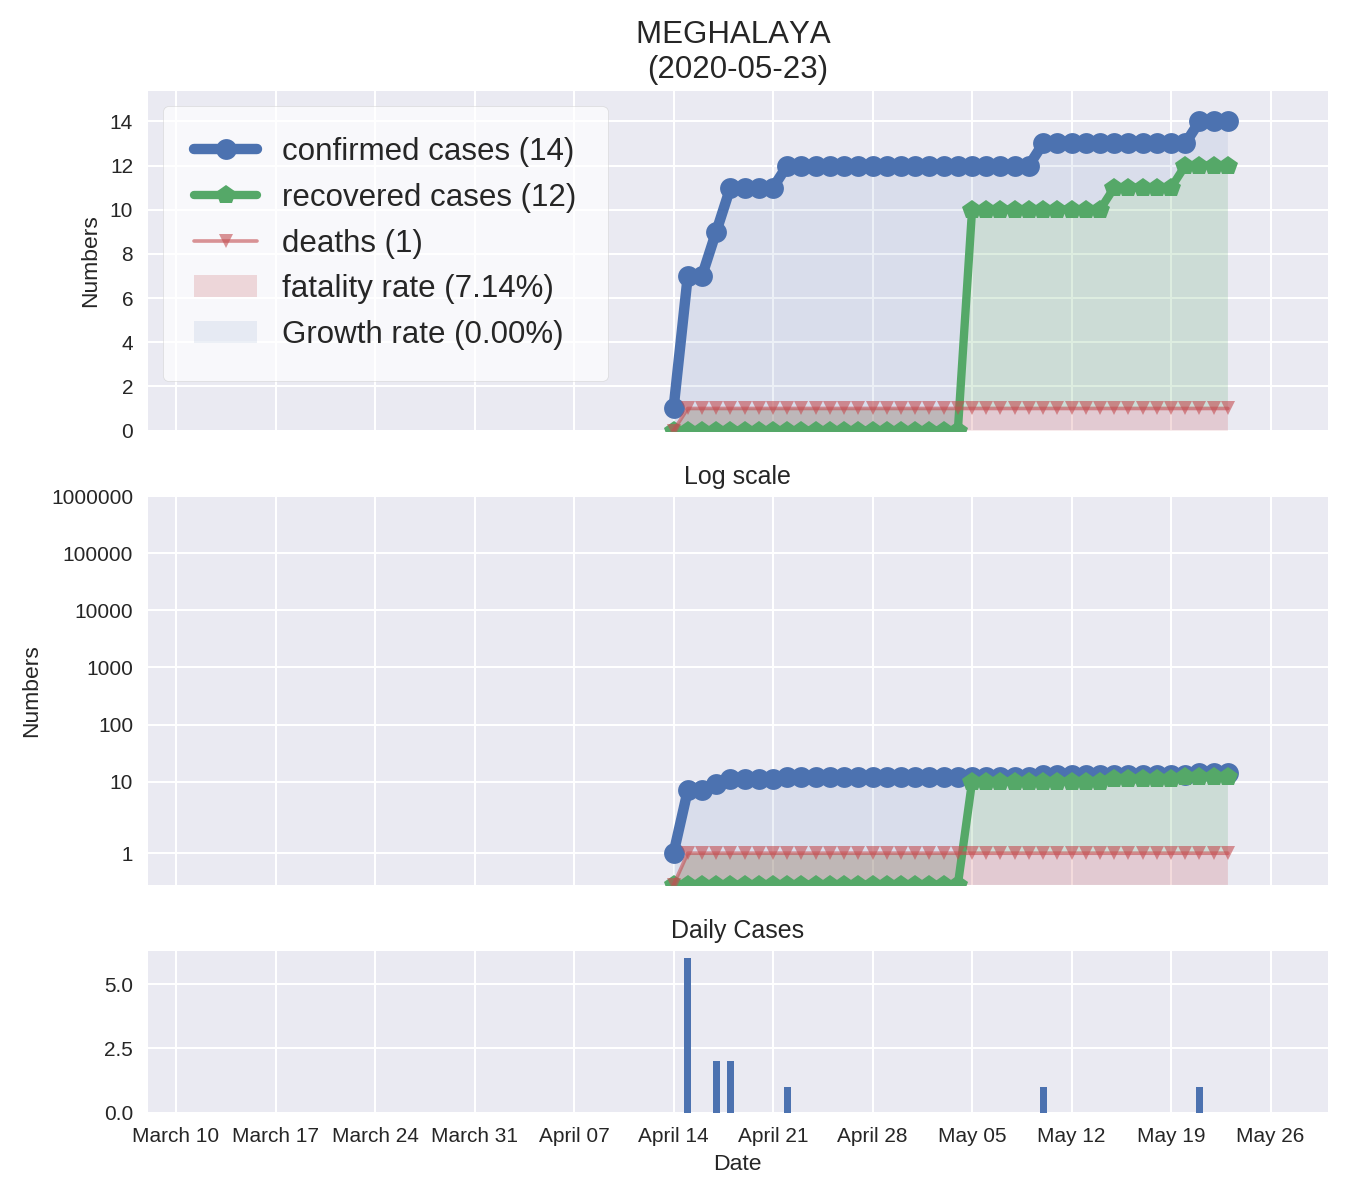 MEGHALAYA
(2020-05-23)
14
12
10
8
6
4
2
0
Numbers
confirmed cases (14)
recovered cases (12)
deaths (1)
fatality rate (7.14%)
Growth rate (0.00%)
Log scale
1000000
100000
10000
1000
100
10
1
Numbers
Daily Cases
5.0
2.5
0.0
March 10 March 17 March 24 March 31 April 07 April 14 April 21 April 28 May 05 May 12 May 19 May 26
Date